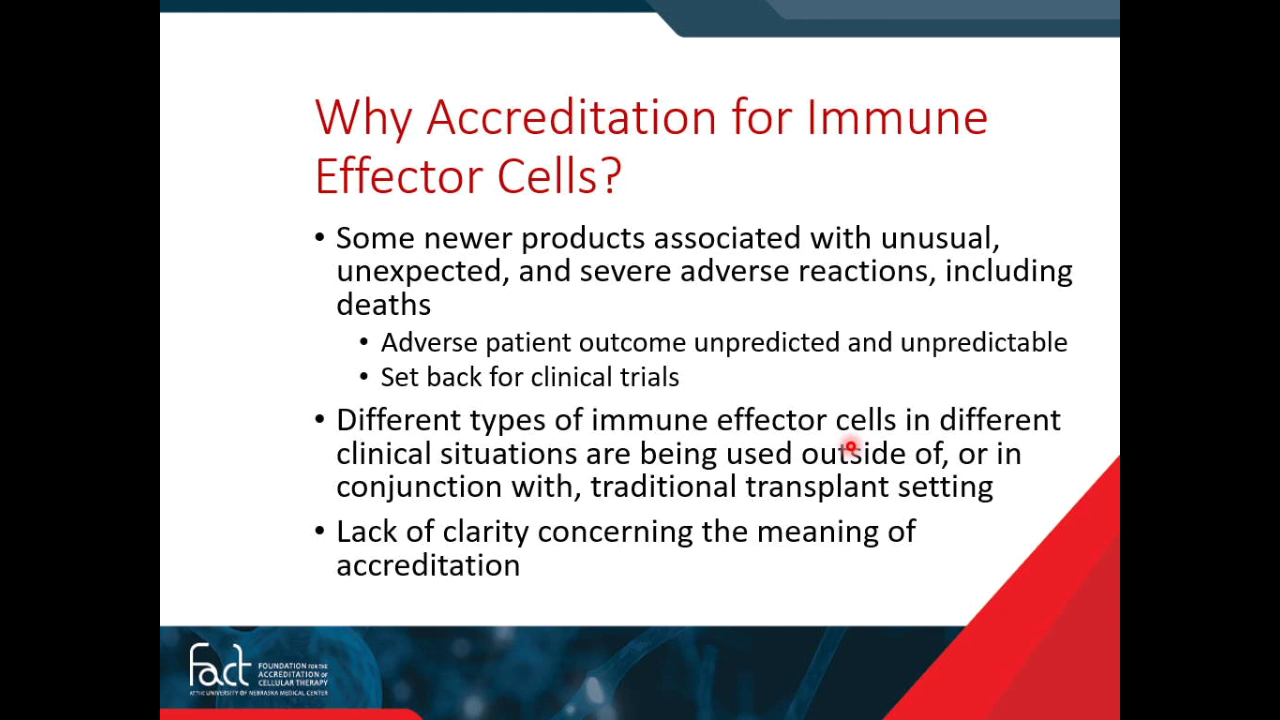 Why Accreditation for Immune
Effector Cells?
• Some newer products associated with unusual,
unexpected, and severe adverse reactions, including
deaths
• Adverse patient outcome unpredicted and unpredictable
• Set back for clinical trials
• Different types of immune effector cells in different
clinical situations are being used outside of, or in
conjunction with, traditional transplant setting
• Lack of clarity concerning the meaning of
accreditation
fact
FOUNDATION FOR THE
ACCREDITATION OF
CELLULAR THERAPY
AT THE UNIVERSITY OF NEBRASKA MEDICAL CENTER